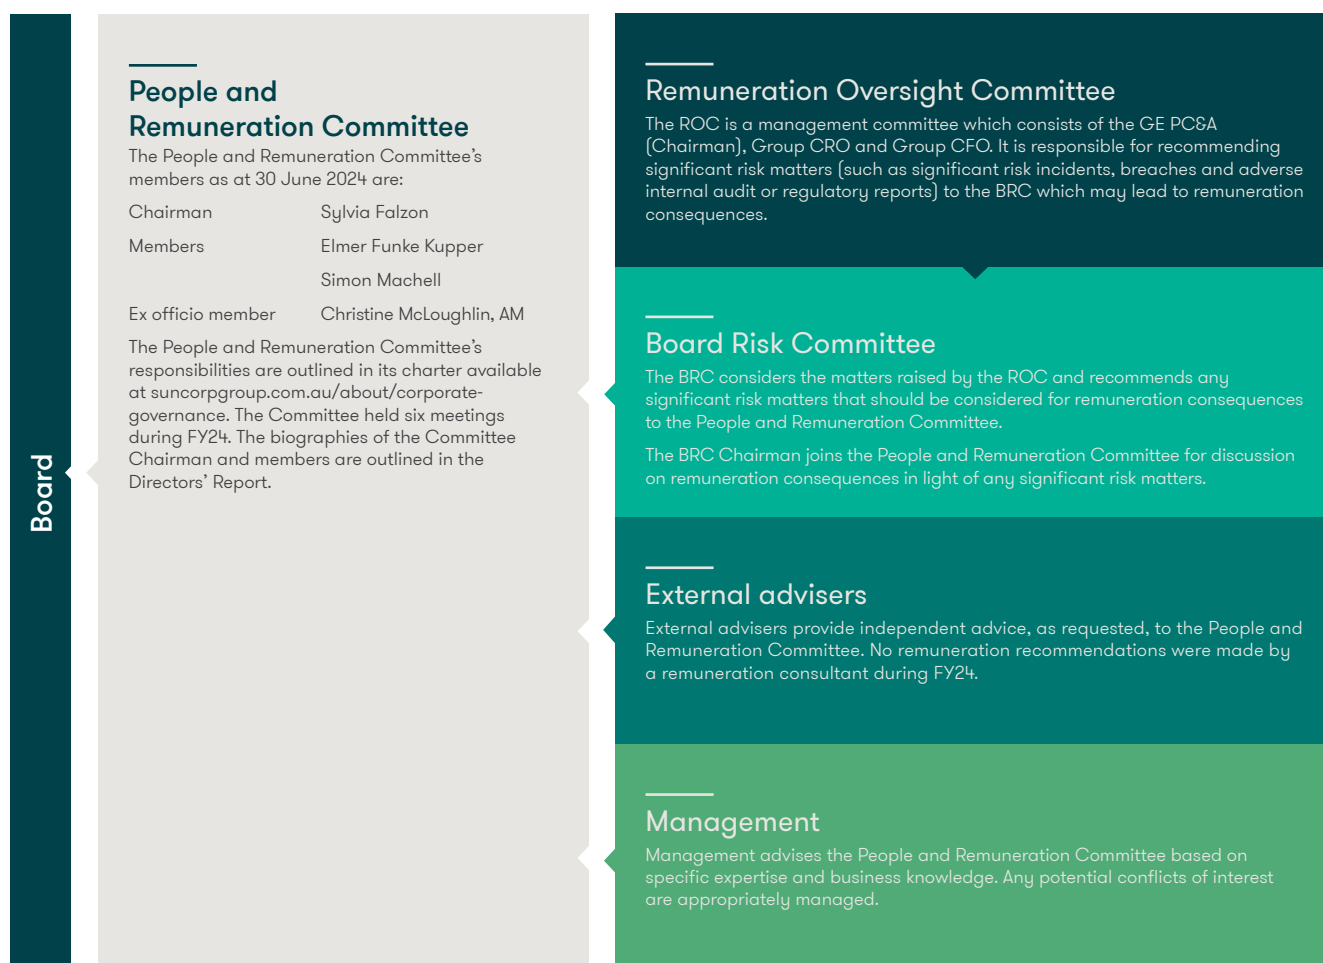 Board
People and
Remuneration Committee
The People and Remuneration Committee's
members as at 30 June 2024 are:
Chairman Sylvia Falzon
Members Elmer Funke Kupper
Simon Machell
Ex officio member Christine McLoughlin, AM
The People and Remuneration Committee's
responsibilities are outlined in its charter available
at suncorpgroup.com.au/about/corporate-
governance. The Committee held six meetings
during FY24. The biographies of the Committee
Chairman and members are outlined in the
Directors' Report.
Remuneration Oversight Committee
The ROC is a management committee which consists of the GE PC&A
(Chairman), Group CRO and Group CFO. It is responsible for recommending
significant risk matters (such as significant risk incidents, breaches and adverse
internal audit or regulatory reports) to the BRC which may lead to remuneration
consequences.
Board Risk Committee
The BRC considers the matters raised by the ROC and recommends any
significant risk matters that should be considered for remuneration consequences
to the People and Remuneration Committee.
The BRC Chairman joins the People and Remuneration Committee for discussion
on remuneration consequences in light of any significant risk matters.
External advisers
External advisers provide independent advice, as requested, to the People and
Remuneration Committee. No remuneration recommendations were made by
a remuneration consultant during FY24.
Management
Management advises the People and Remuneration Committee based on
specific expertise and business knowledge. Any potential conflicts of interest
are appropriately managed.